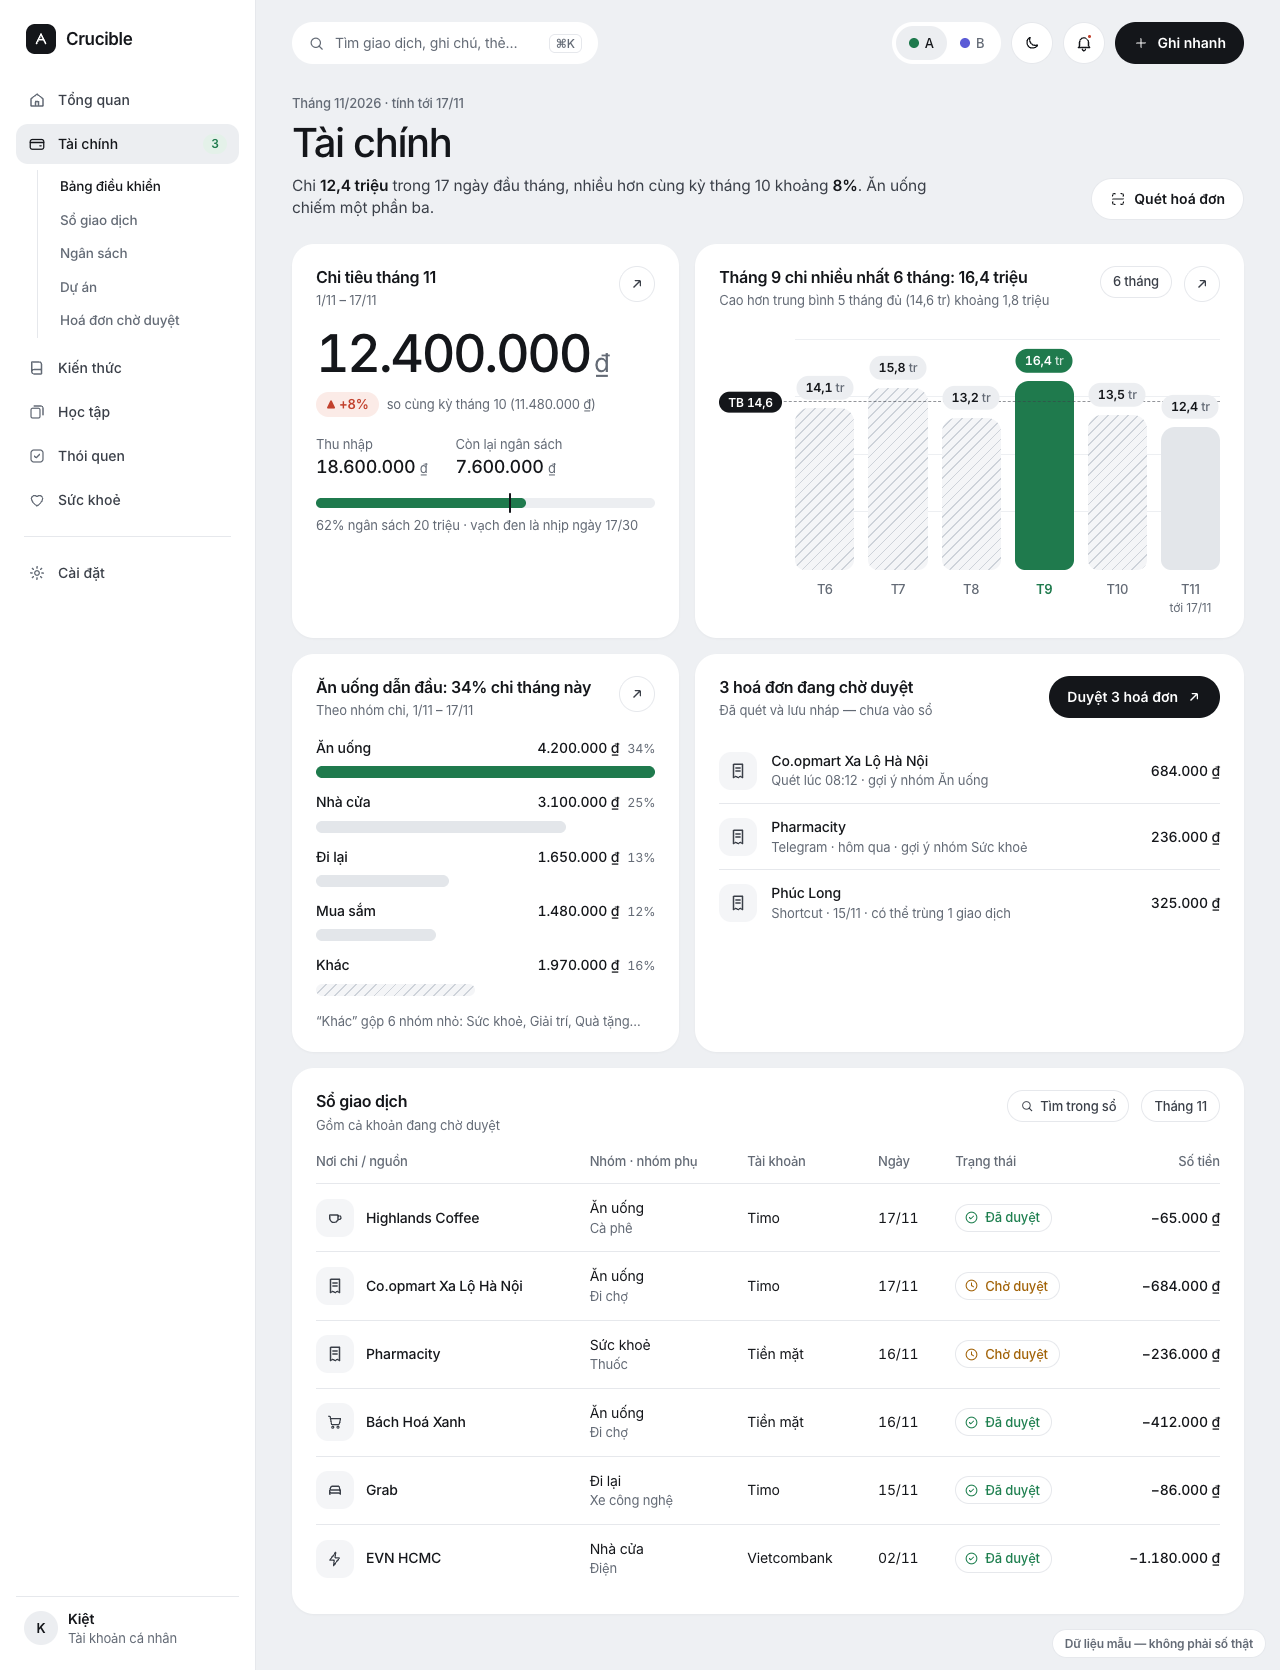 Crucible
Tìm giao dịch, ghi chú, thẻ...
⌘K
A
B
Ghi nhanh
Tổng quan
Tài chính
3
Bảng điều khiển
Sổ giao dịch
Ngân sách
Dự án
Hoá đơn chờ duyệt
Kiến thức
Học tập
Thói quen
Sức khoẻ
Cài đặt
Kiệt
K
Tài khoản cá nhân
Tháng 11/2026 · tính tới 17/11
Tài chính
Chi 12,4 triệu trong 17 ngày đầu tháng, nhiều hơn cùng kỳ tháng 10 khoảng 8%. Ăn uống
chiếm một phần ba.
Quét hoá đơn
Chi tiêu tháng 11
1/11 – 17/11
12.400.000 ₫
+8%
so cùng kỳ tháng 10 (11.480.000 ₫)
Thu nhập
Còn lại ngân sách
18.600.000 ₫
7.600.000 ₫
62% ngân sách 20 triệu · vạch đen là nhịp ngày 17/30
Tháng 9 chi nhiều nhất 6 tháng: 16,4 triệu
Cao hơn trung bình 5 tháng đủ (14,6 tr) khoảng 1,8 triệu
6 tháng
TB 14,6
14,1 tr
15,8 tr
13,2 tr
16,4 tr
13,5 tr
12,4 tr
T6
T7
T8
T9
T10
T11
tới 17/11
Ăn uống dẫn đầu: 34% chi tháng này
Theo nhóm chi, 1/11 – 17/11
Ăn uống 4.200.000 ₫ 34%
Nhà cửa 3.100.000 ₫ 25%
Đi lại 1.650.000 ₫ 13%
Mua sắm 1.480.000 ₫ 12%
Khác 1.970.000 ₫ 16%
“Khác” gộp 6 nhóm nhỏ: Sức khoẻ, Giải trí, Quà tặng...
3 hoá đơn đang chờ duyệt
Đã quét và lưu nháp — chưa vào sổ
Duyệt 3 hoá đơn
Co.opmart Xa Lộ Hà Nội
Quét lúc 08:12 · gợi ý nhóm Ăn uống
684.000 ₫
Pharmacity
Telegram · hôm qua · gợi ý nhóm Sức khoẻ
236.000 ₫
Phúc Long
Shortcut · 15/11 · có thể trùng 1 giao dịch
325.000 ₫
Sổ giao dịch
Gồm cả khoản đang chờ duyệt
Tìm trong sổ
Tháng 11
Nơi chi / nguồn
Nhóm · nhóm phụ
Tài khoản
Ngày
Trạng thái
Số tiền
Highlands Coffee
Ăn uống
Cà phê
Timo
17/11
Đã duyệt
−65.000 ₫
Co.opmart Xa Lộ Hà Nội
Ăn uống
Đi chợ
Timo
17/11
Chờ duyệt
−684.000 ₫
Pharmacity
Sức khoẻ
Thuốc
Tiền mặt
16/11
Chờ duyệt
−236.000 ₫
Bách Hoá Xanh
Ăn uống
Đi chợ
Tiền mặt
16/11
Đã duyệt
−412.000 ₫
Grab
Đi lại
Xe công nghệ
Timo
15/11
Đã duyệt
−86.000 ₫
EVN HCMC
Nhà cửa
Điện
Vietcombank
02/11
Đã duyệt
−1.180.000 ₫
Dữ liệu mẫu — không phải số thật